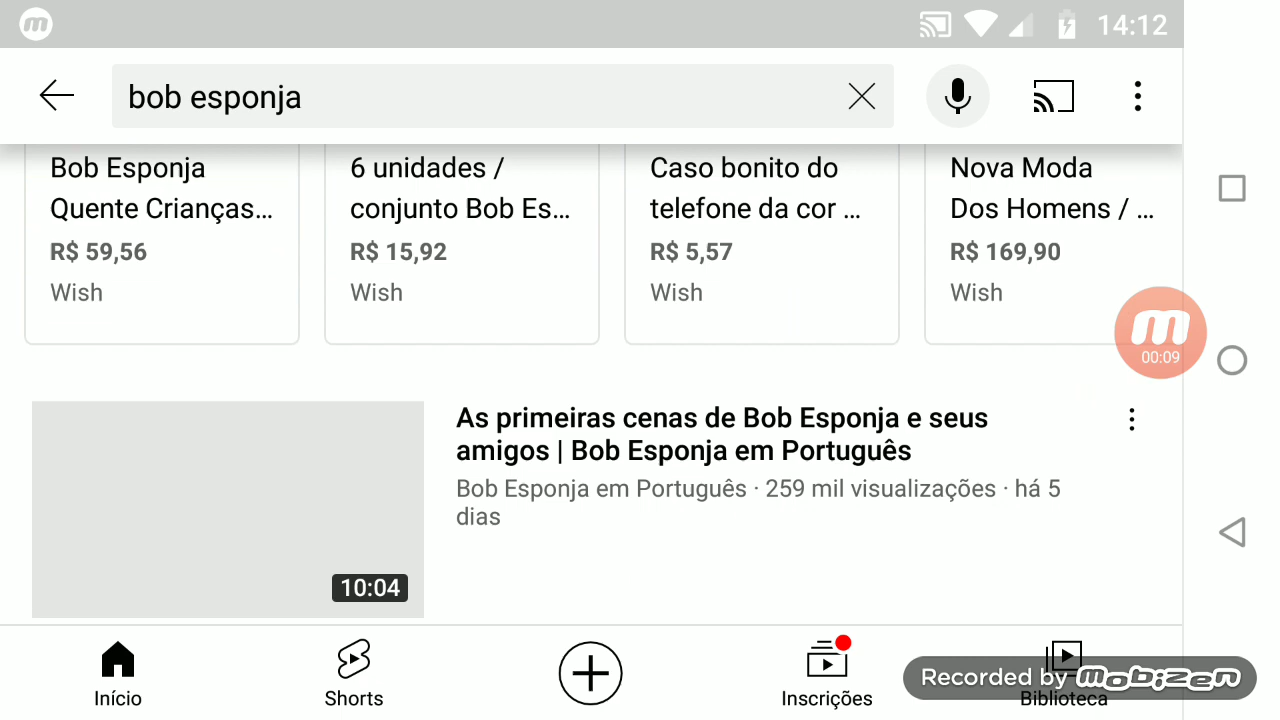 m
14:12
bob esponja
Bob Esponja
Quente Crianças...
R$ 59,56
Wish
6 unidades /
conjunto Bob Es...
R$ 15,92
Wish
Caso bonito do
telefone da cor ...
R$ 5,57
Wish
Nova Moda
Dos Homens / ...
R$ 169,90
Wish
m
00:09
10:04
As primeiras cenas de Bob Esponja e seus
amigos | Bob Esponja em Português
Bob Esponja em Português · 259 mil visualizações · há 5
dias
Início
Shorts
Inscrições
Biblioteca
Recorded by mobizen